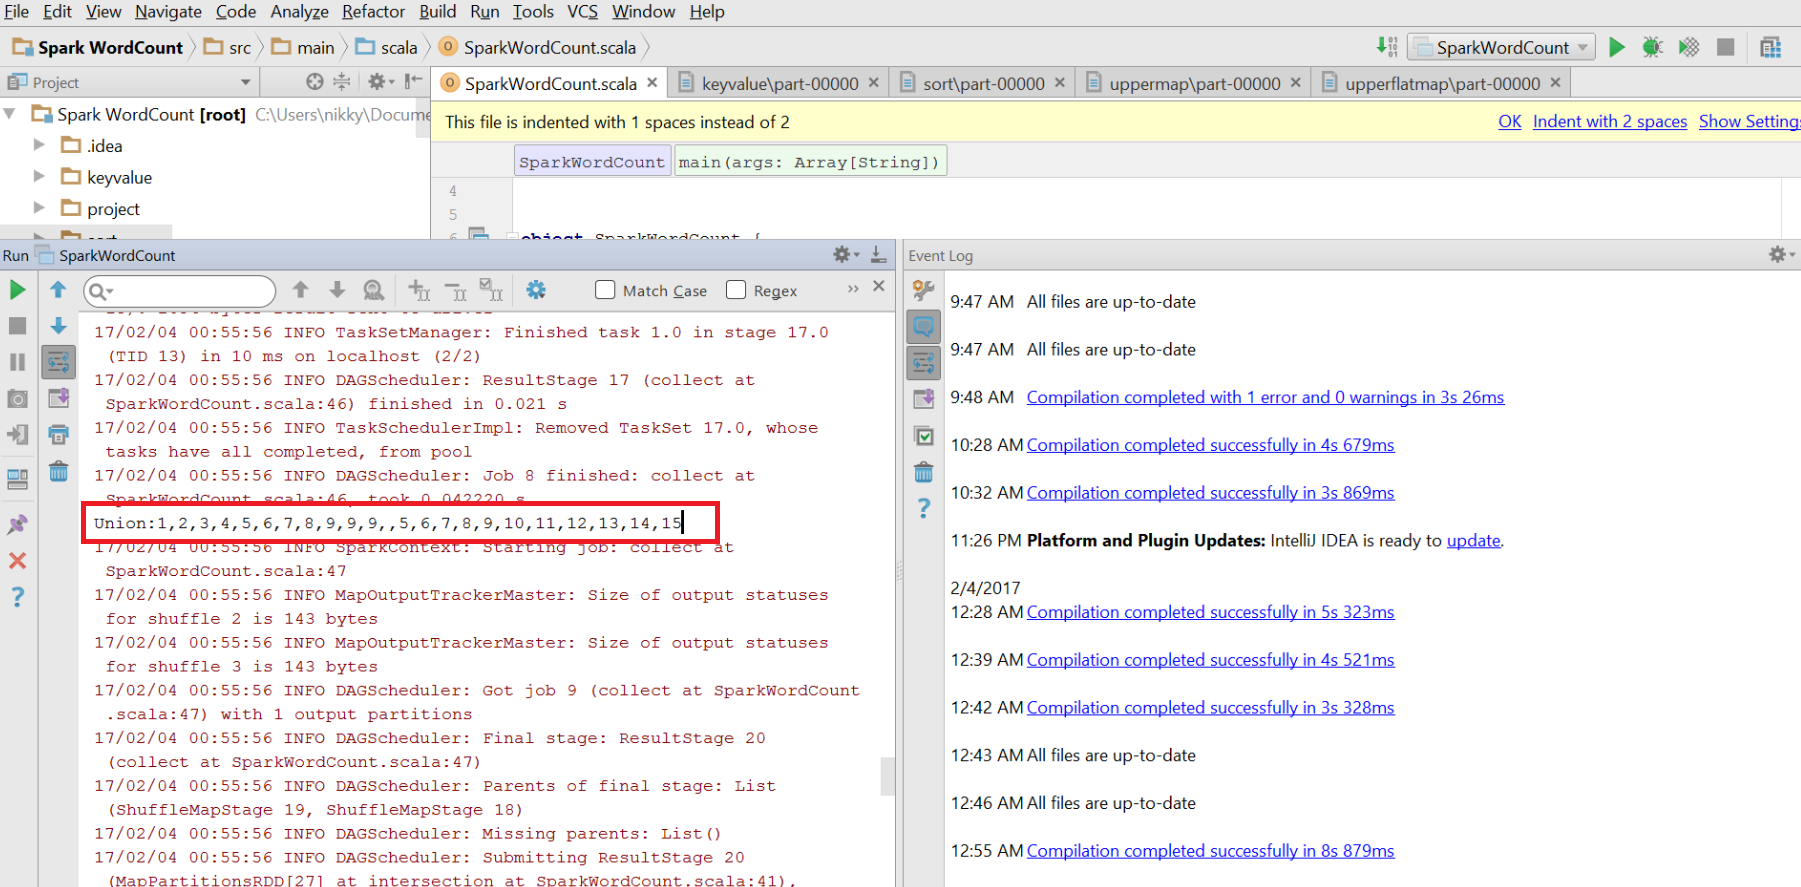 File Edit View Navigate Code Analyze Refactor Build Run Tools VCS Window Help
Spark WordCount src main scala SparkWordCount.scala SparkWordCount
Project
SparkWordCount.scala keyvalue\part-00000 sort\part-00000 uppermap\part-00000 upperflatmap\part-00000
Spark WordCount [root] C:\Users\nikky\Docume
.idea
keyvalue
project
This file is indented with 1 spaces instead of 2 OK Indent with 2 spaces Show Settings
SparkWordCount main(args: Array[String])
4
5
6 object SparkWordCount {
Run SparkWordCount
Match Case Regex
17/02/04 00:55:56 INFO TaskSetManager: Finished task 1.0 in stage 17.0
(TID 13) in 10 ms on localhost (2/2)
17/02/04 00:55:56 INFO DAGScheduler: ResultStage 17 (collect at
SparkWordCount.scala:46) finished in 0.021 s
17/02/04 00:55:56 INFO TaskSchedulerImpl: Removed TaskSet 17.0, whose
tasks have all completed, from pool
17/02/04 00:55:56 INFO DAGScheduler: Job 8 finished: collect at
SparkWordCount.scala:46, took 0.042220 s
Union:1,2,3,4,5,6,7,8,9,9,9,,5,6,7,8,9,10,11,12,13,14,15
17/02/04 00:55:56 INFO SparkContext: Starting job: collect at
SparkWordCount.scala:47
17/02/04 00:55:56 INFO MapOutputTrackerMaster: Size of output statuses
for shuffle 2 is 143 bytes
17/02/04 00:55:56 INFO MapOutputTrackerMaster: Size of output statuses
for shuffle 3 is 143 bytes
17/02/04 00:55:56 INFO DAGScheduler: Got job 9 (collect at SparkWordCount
.scala:47) with 1 output partitions
17/02/04 00:55:56 INFO DAGScheduler: Final stage: ResultStage 20
(collect at SparkWordCount.scala:47)
17/02/04 00:55:56 INFO DAGScheduler: Parents of final stage: List
(ShuffleMapStage 19, ShuffleMapStage 18)
17/02/04 00:55:56 INFO DAGScheduler: Missing parents: List()
17/02/04 00:55:56 INFO DAGScheduler: Submitting ResultStage 20
(MapPartitionsRDD[27] at intersection at SparkWordCount.scala:41),
Event Log
9:47 AM All files are up-to-date
9:47 AM All files are up-to-date
9:48 AM Compilation completed with 1 error and 0 warnings in 3s 26ms
10:28 AM Compilation completed successfully in 4s 679ms
10:32 AM Compilation completed successfully in 3s 869ms
11:26 PM Platform and Plugin Updates: IntelliJ IDEA is ready to update.
2/4/2017
12:28 AM Compilation completed successfully in 5s 323ms
12:39 AM Compilation completed successfully in 4s 521ms
12:42 AM Compilation completed successfully in 3s 328ms
12:43 AM All files are up-to-date
12:46 AM All files are up-to-date
12:55 AM Compilation completed successfully in 8s 879ms